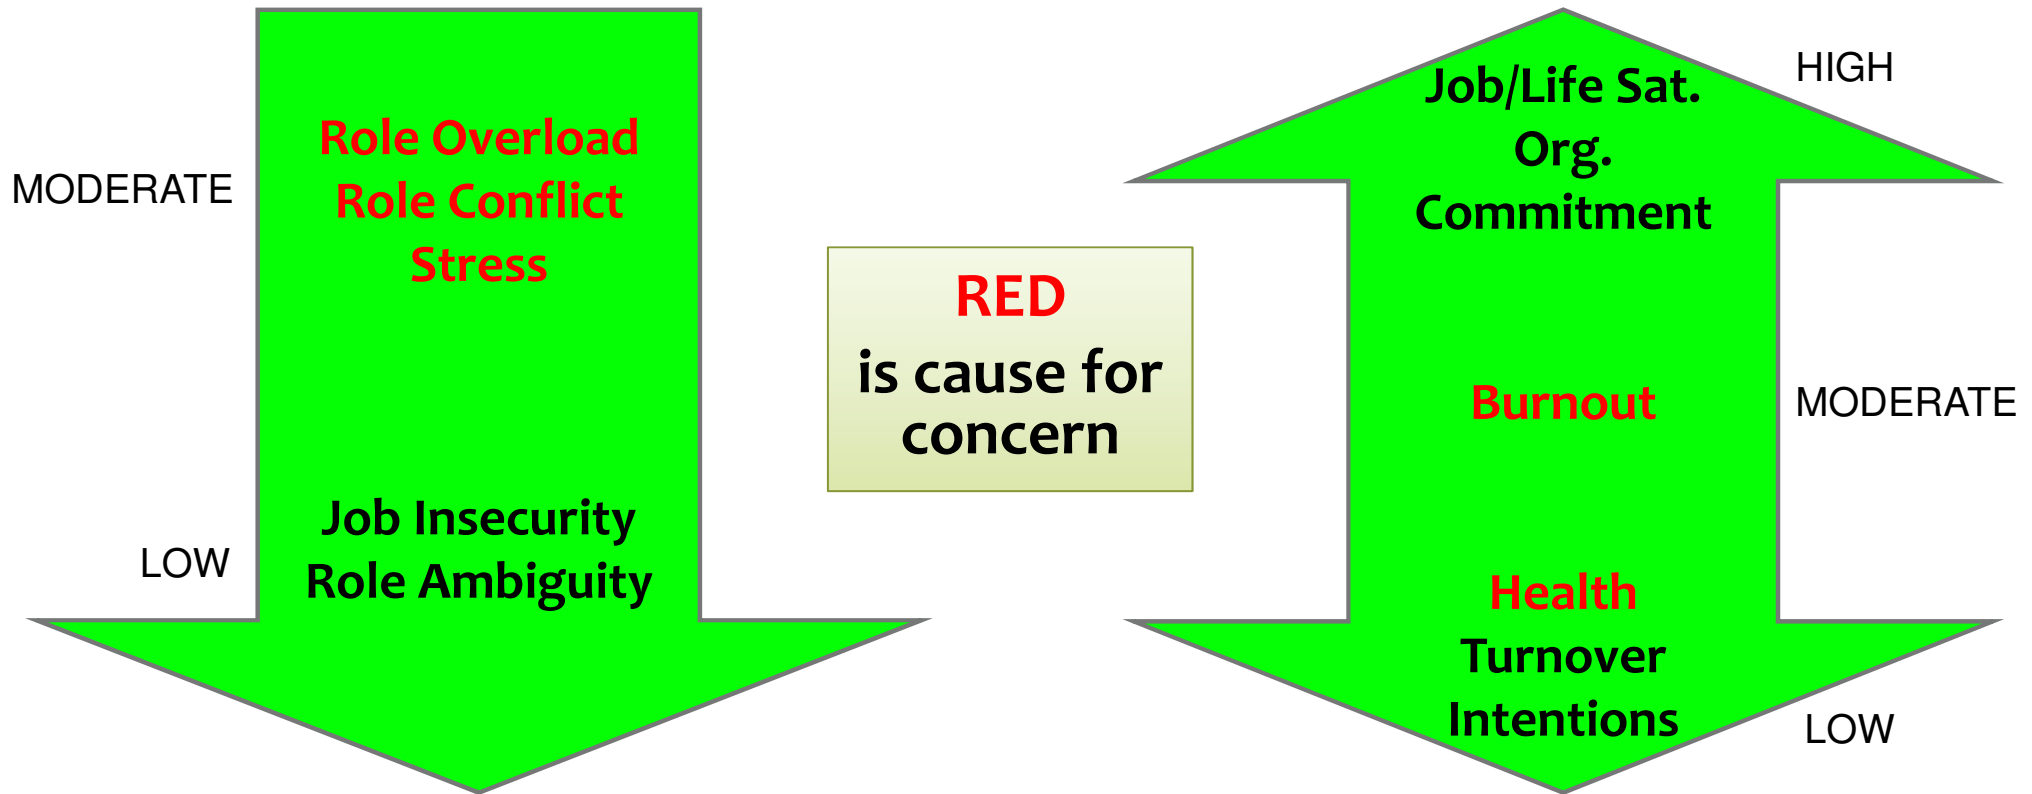 MODERATE
Role Overload
Role Conflict
Stress
LOW
Job Insecurity
Role Ambiguity
RED
is cause for
concern
HIGH
Job/Life Sat.
Org.
Commitment
Burnout
MODERATE
Health
Turnover
Intentions
LOW